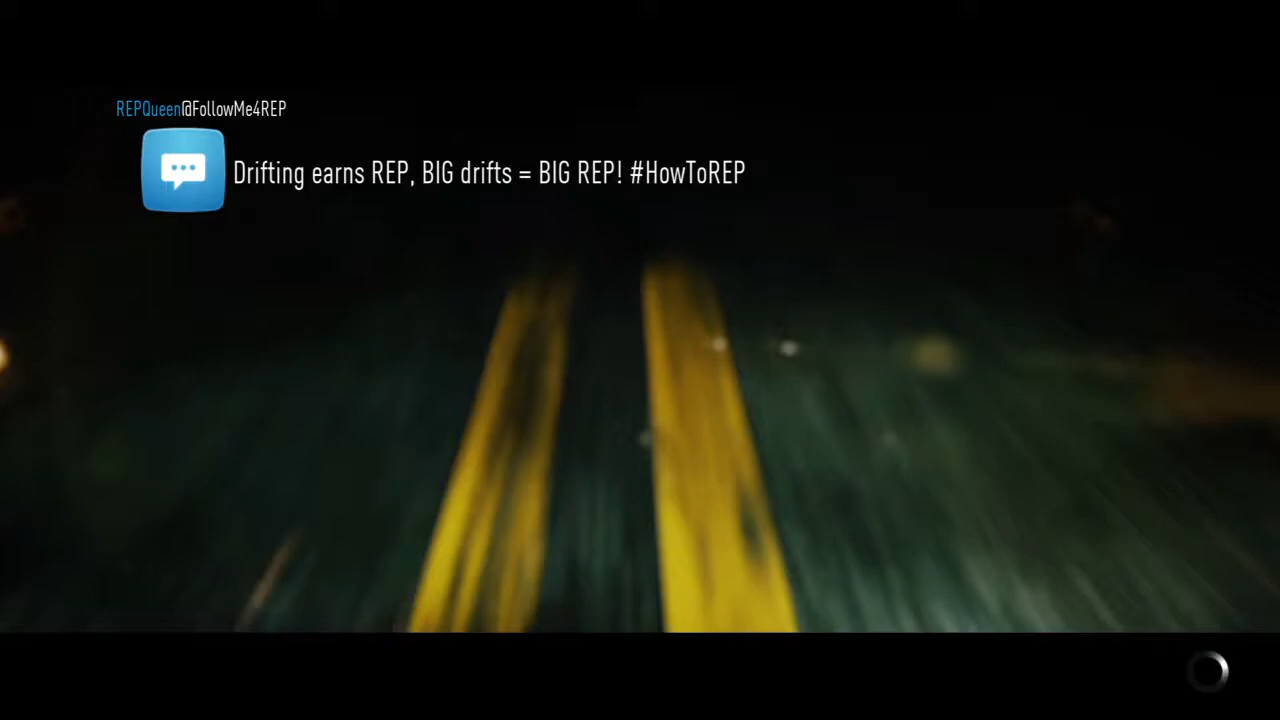 REPQueen@FollowMe4REP
Drifting earns REP, BIG drifts = BIG REP! #HowToREP